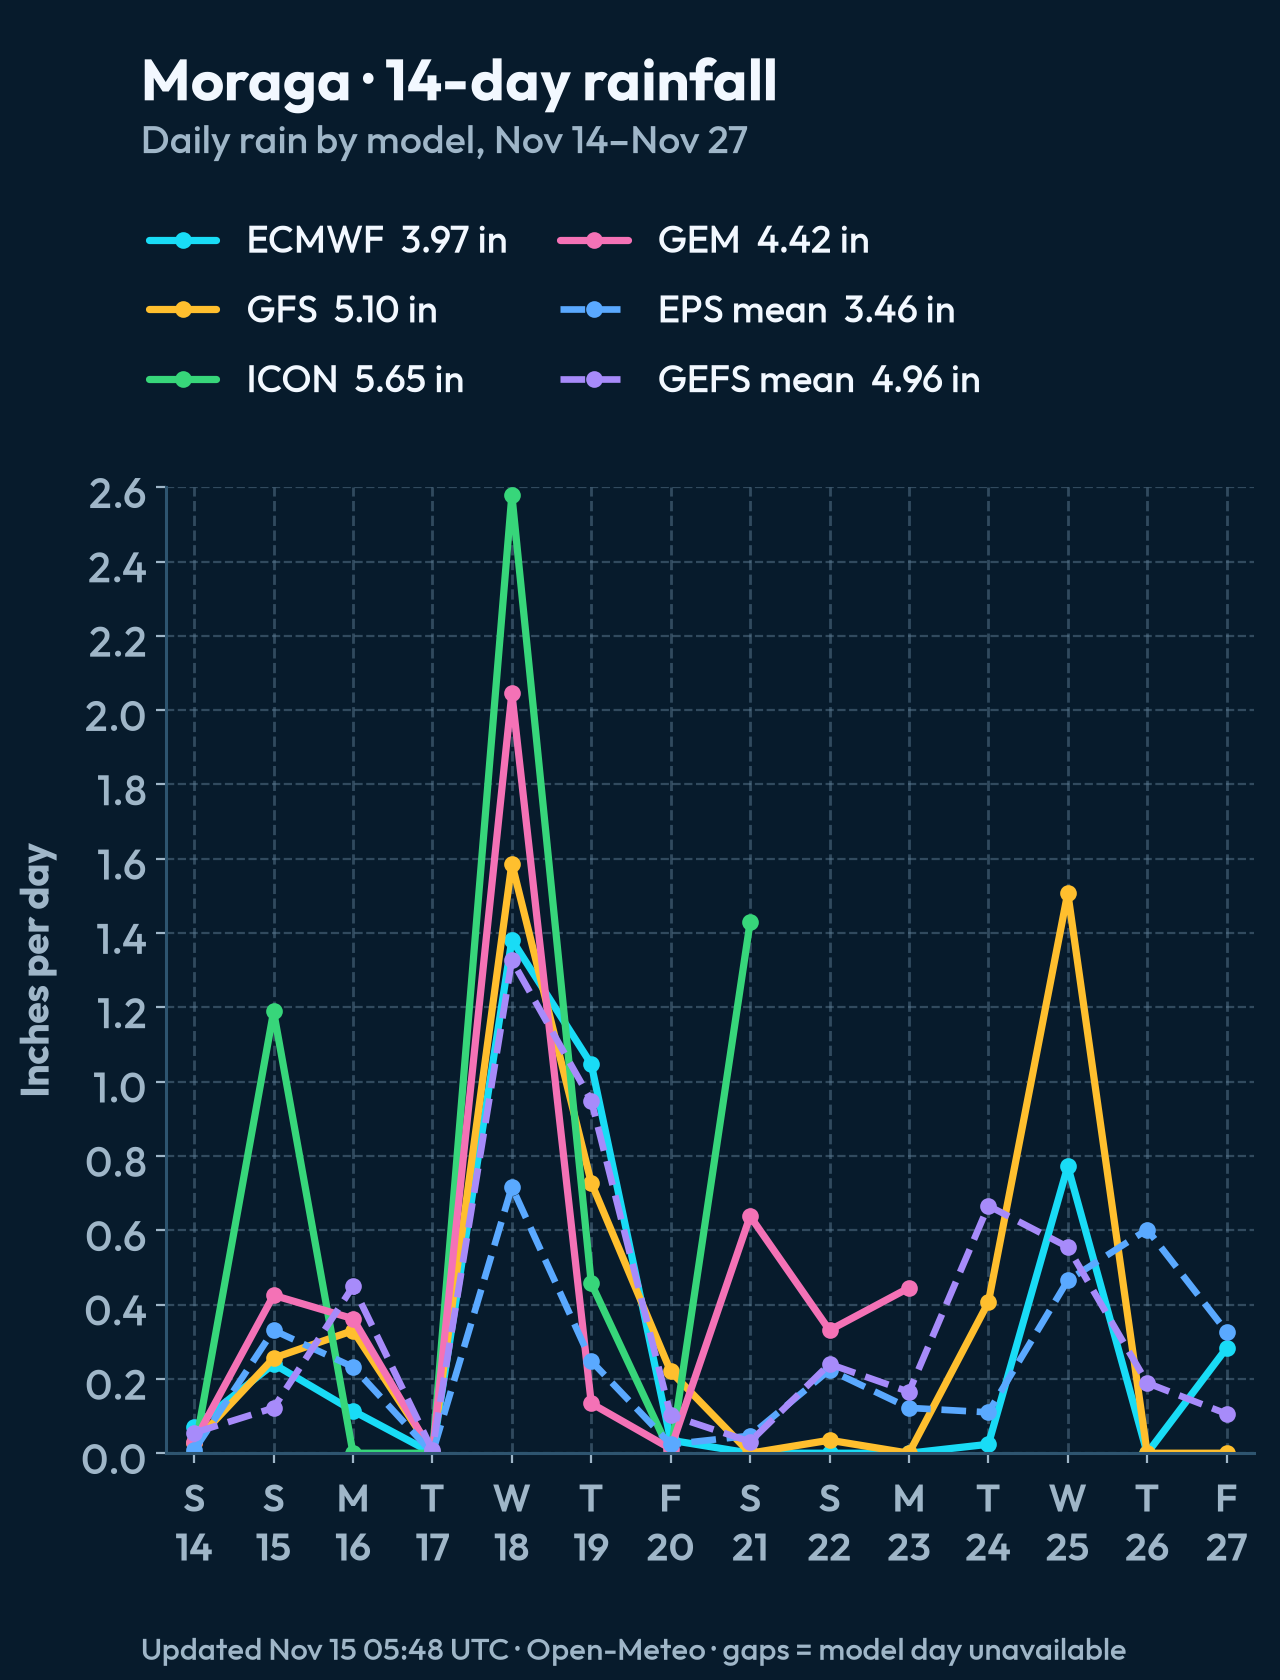 Moraga · 14-day rainfall
Daily rain by model, Nov 14–Nov 27
ECMWF 3.97 in
GEM 4.42 in
GFS 5.10 in
EPS mean 3.46 in
ICON 5.65 in
GEFS mean 4.96 in
Inches per day
2.6
2.4
2.2
2.0
1.8
1.6
1.4
1.2
1.0
0.8
0.6
0.4
0.2
0.0
S S M T W T F S S M T W T F
14 15 16 17 18 19 20 21 22 23 24 25 26 27
Updated Nov 15 05:48 UTC · Open-Meteo · gaps = model day unavailable